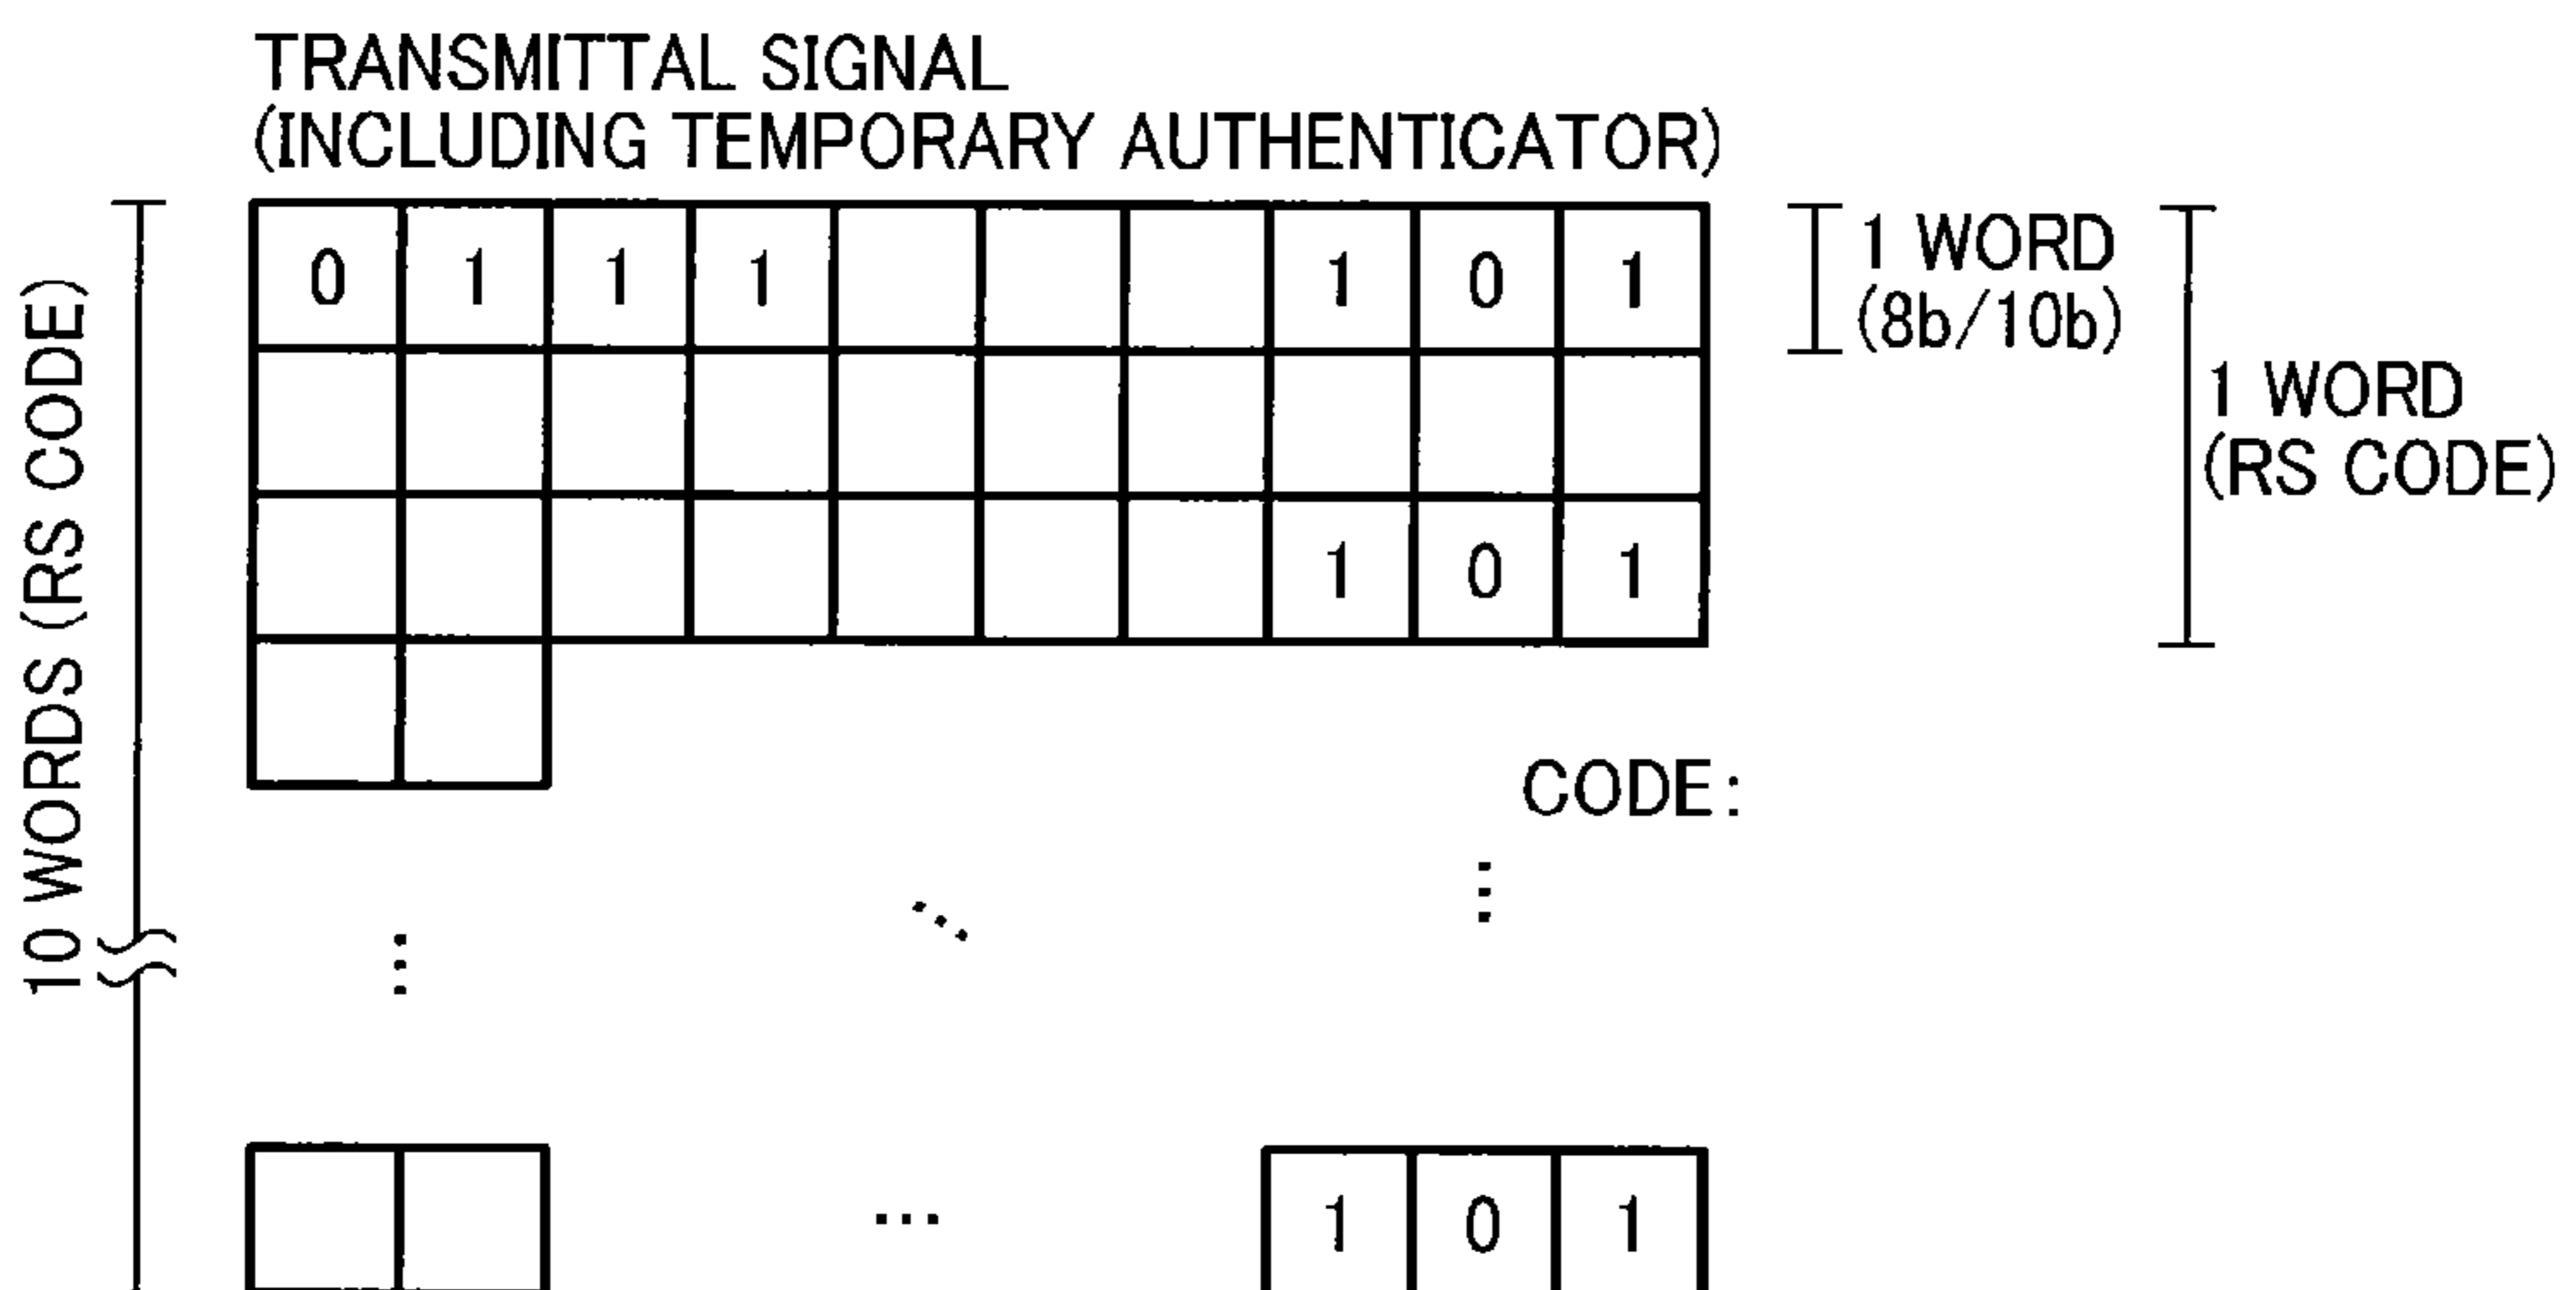 TRANSMITTAL SIGNAL
(INCLUDING TEMPORARY AUTHENTICATOR)
10 WORDS (RS CODE)
0 1 1 1 1 0 1
1 WORD
(8b/10b)
1 WORD
(RS CODE)
1 0 1
CODE:
⋮
⋮ ⋱
… 1 0 1